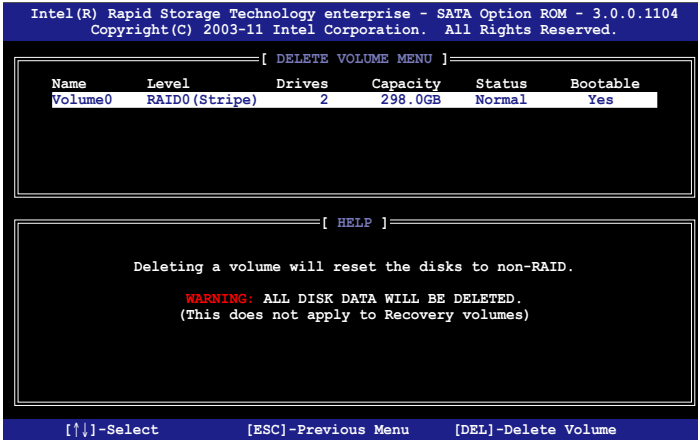 Intel(R) Rapid Storage Technology enterprise - SATA Option ROM - 3.0.0.1104
Copyright(C) 2003-11 Intel Corporation. All Rights Reserved.
[ DELETE VOLUME MENU ]
Name Level Drives Capacity Status Bootable
Volume0 RAID0(Stripe) 2 298.0GB Normal Yes
[ HELP ]
Deleting a volume will reset the disks to non-RAID.
WARNING: ALL DISK DATA WILL BE DELETED.
(This does not apply to Recovery volumes)
[↑↓]-Select [ESC]-Previous Menu [DEL]-Delete Volume